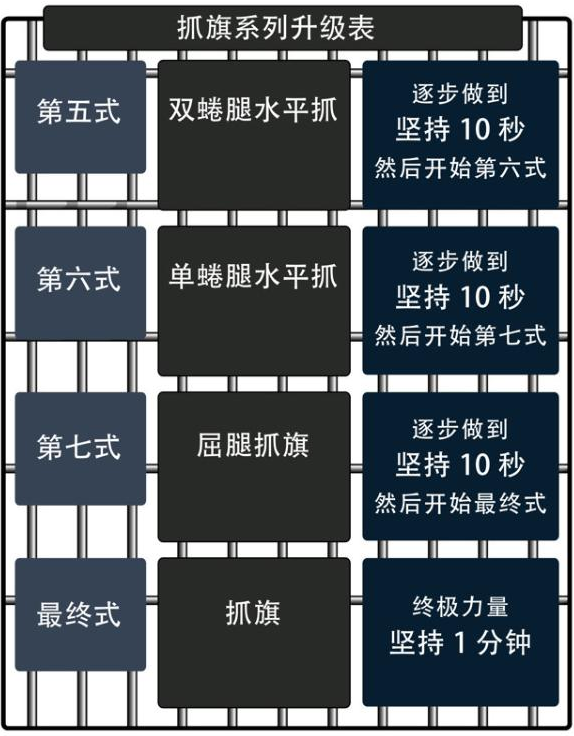 抓旗系列升级表
第五式
双蜷腿水平抓
逐步做到
坚持 10 秒
然后开始第六式
第六式
单蜷腿水平抓
逐步做到
坚持 10 秒
然后开始第七式
第七式
屈腿抓旗
逐步做到
坚持 10 秒
然后开始最终式
最终式
抓旗
终极力量
坚持 1 分钟